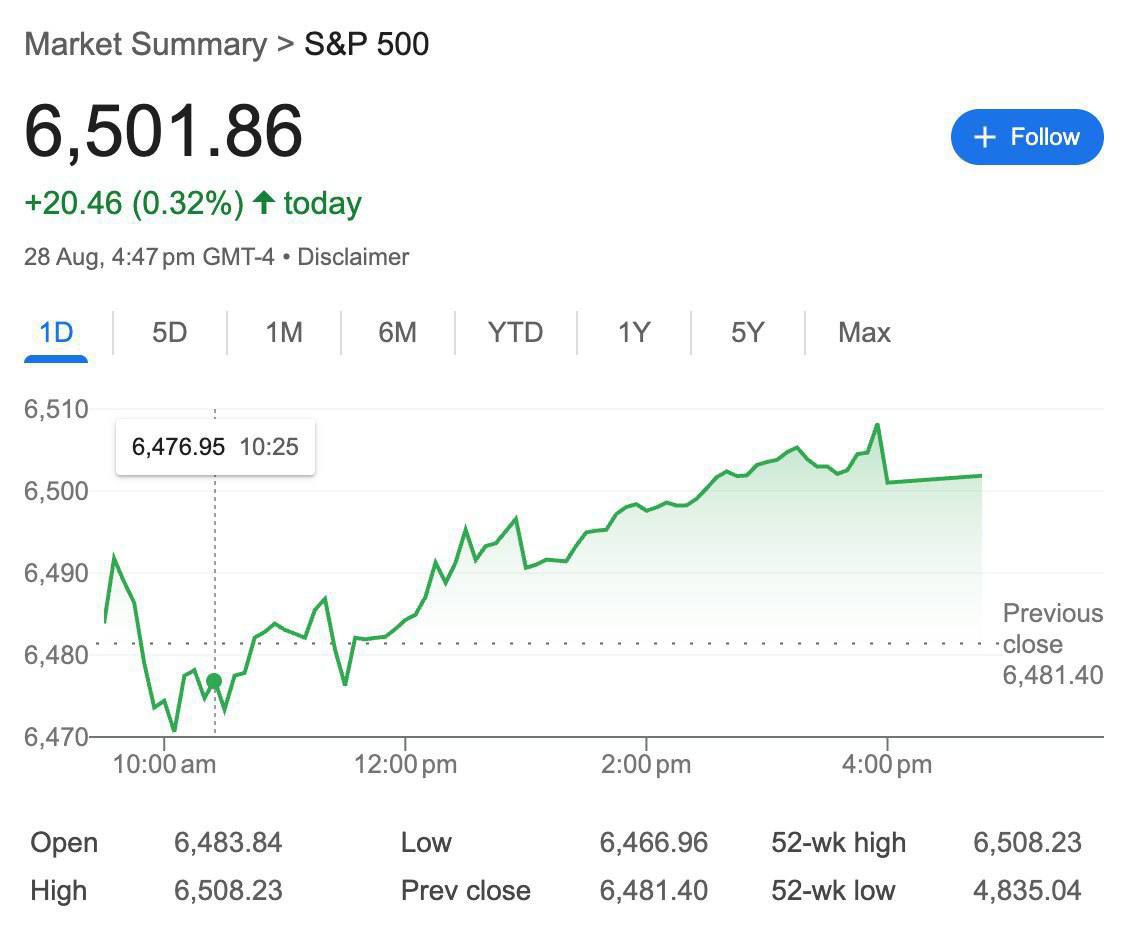 Market Summary > S&P 500
6,501.86
+ Follow
+20.46 (0.32%) ↑ today
28 Aug, 4:47 pm GMT-4 • Disclaimer
1D 5D 1M 6M YTD 1Y 5Y Max
6,510
6,476.95 10:25
6,500
6,490
6,480
6,470
Previous
close
6,481.40
10:00 am 12:00 pm 2:00 pm 4:00 pm
Open 6,483.84 Low 6,466.96 52-wk high 6,508.23
High 6,508.23 Prev close 6,481.40 52-wk low 4,835.04